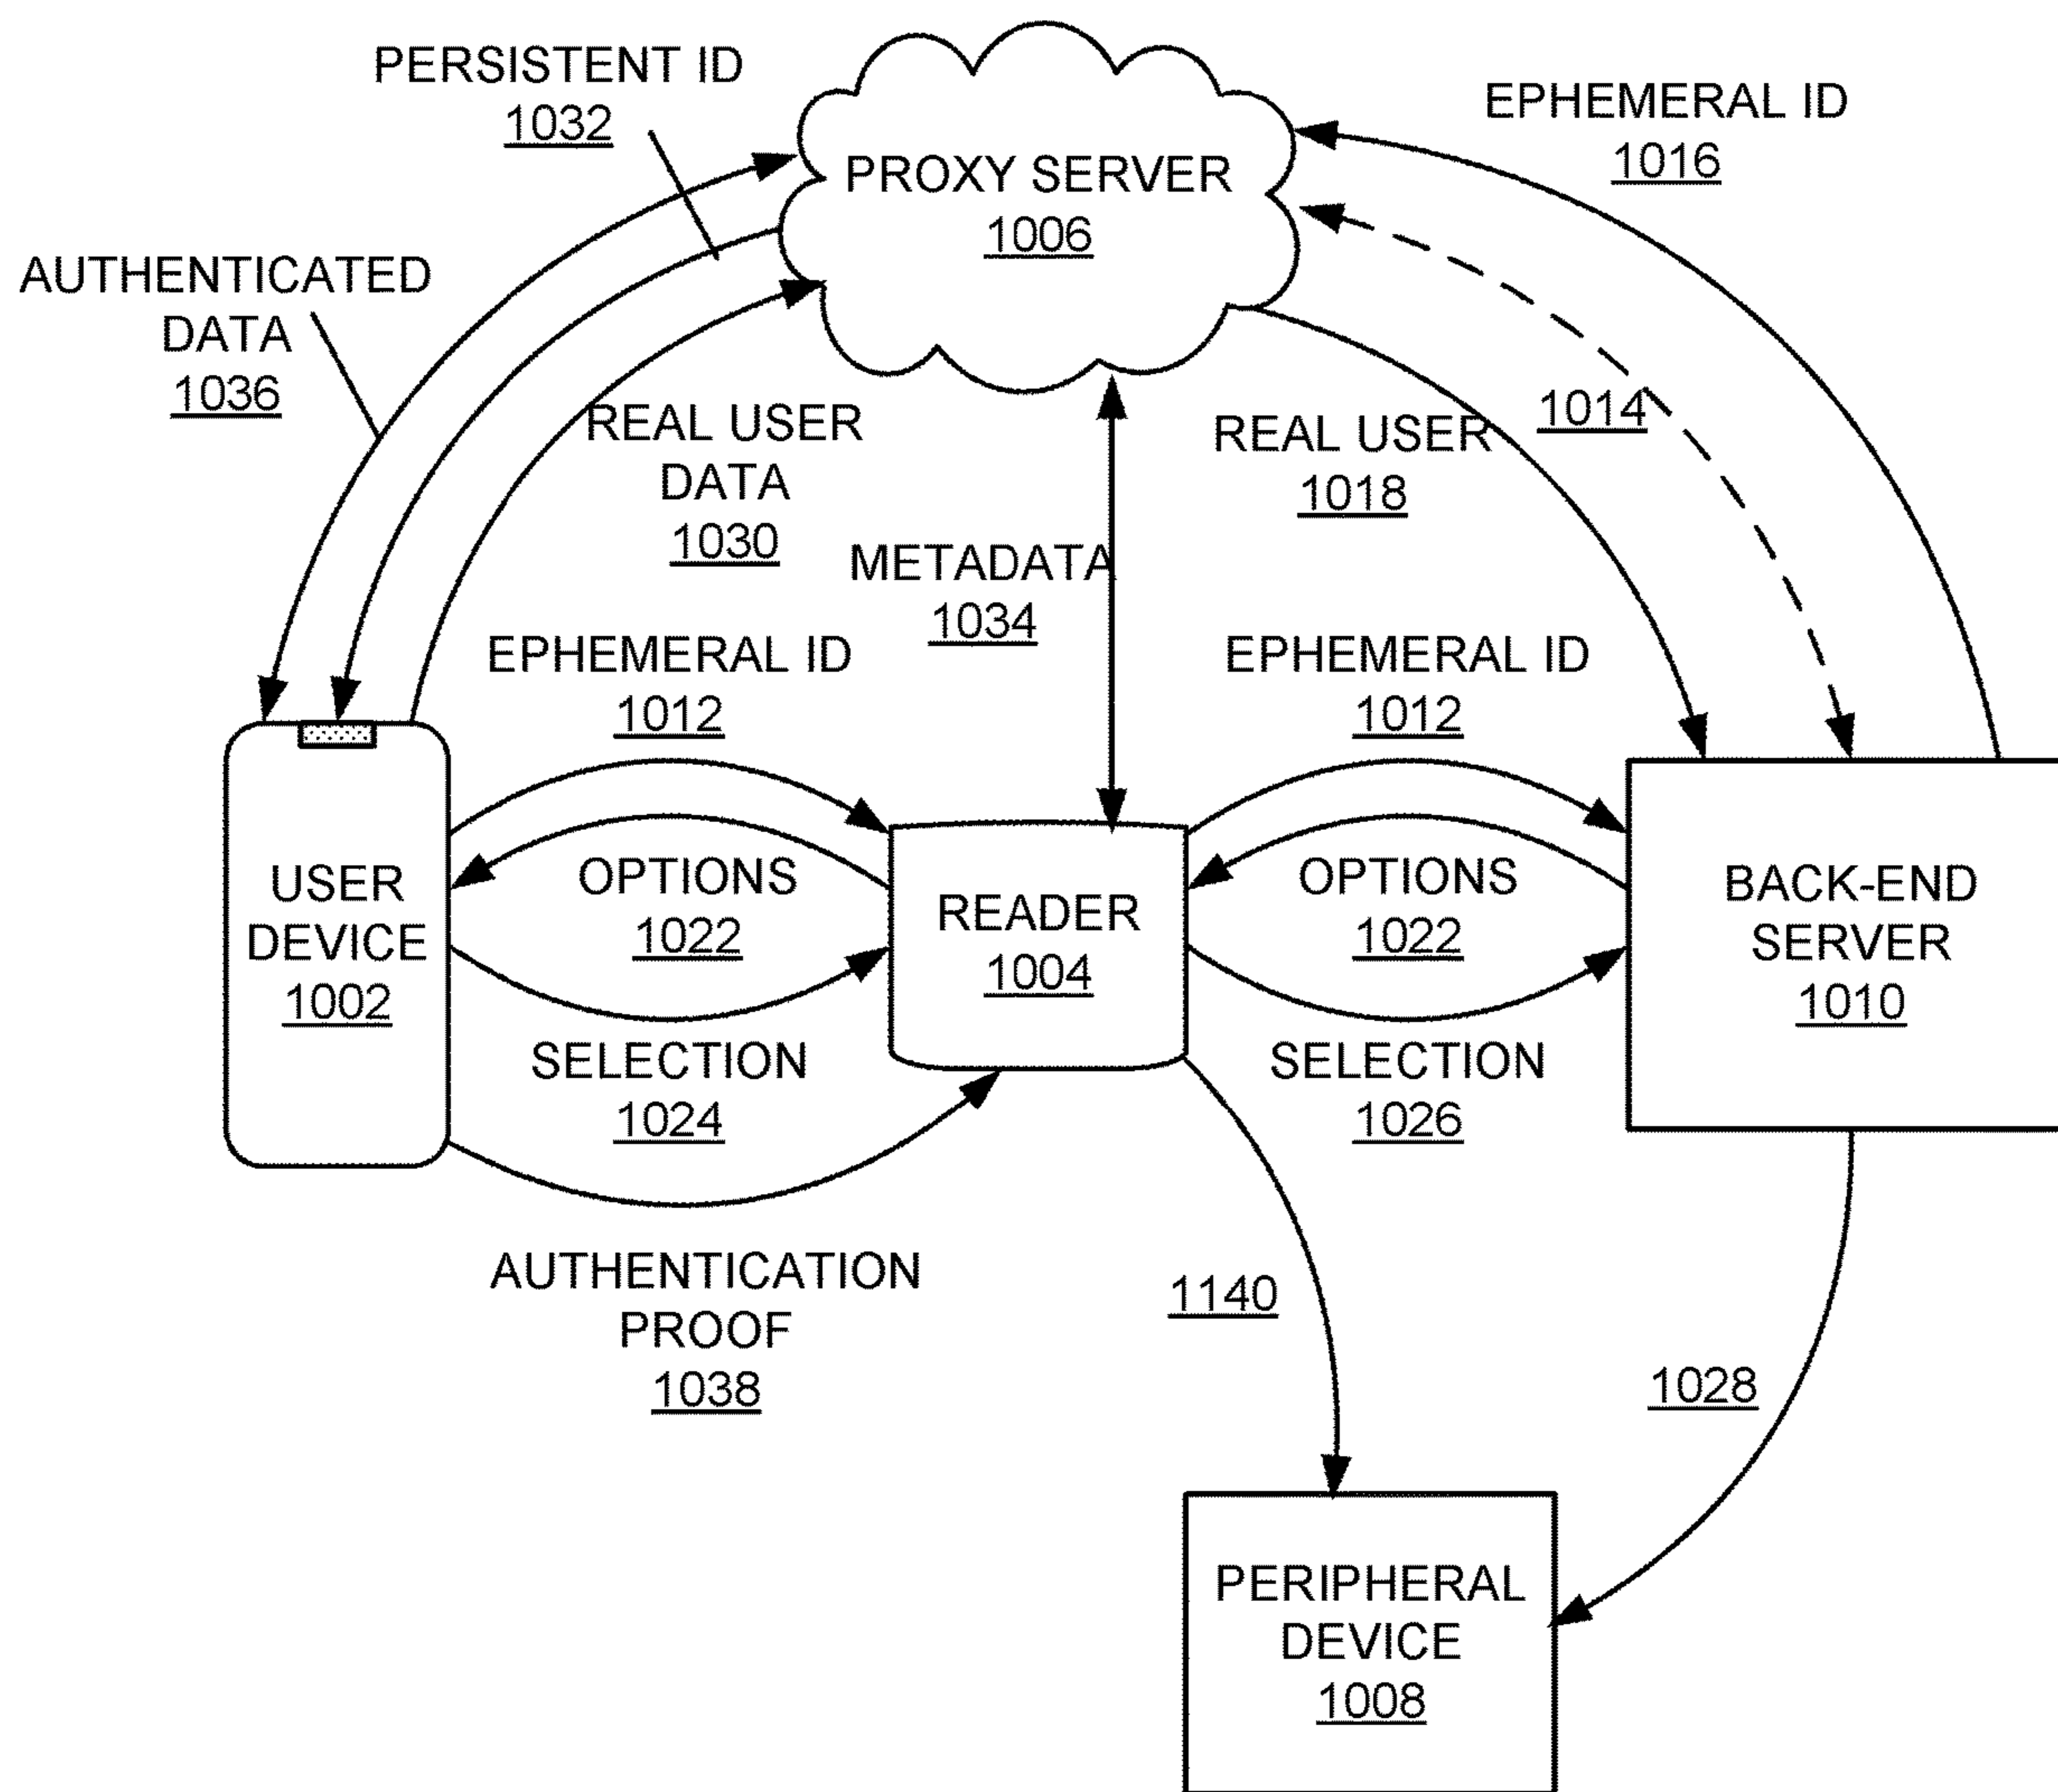 PERSISTENT ID
1032
EPHEMERAL ID
1016
PROXY SERVER
1006
AUTHENTICATED
DATA
1036
REAL USER
DATA
1030
REAL USER
1018
1014
METADATA
1034
EPHEMERAL ID
1012
EPHEMERAL ID
1012
USER
DEVICE
1002
OPTIONS
1022
READER
1004
OPTIONS
1022
BACK-END
SERVER
1010
SELECTION
1024
SELECTION
1026
AUTHENTICATION
PROOF
1038
1140
1028
PERIPHERAL
DEVICE
1008